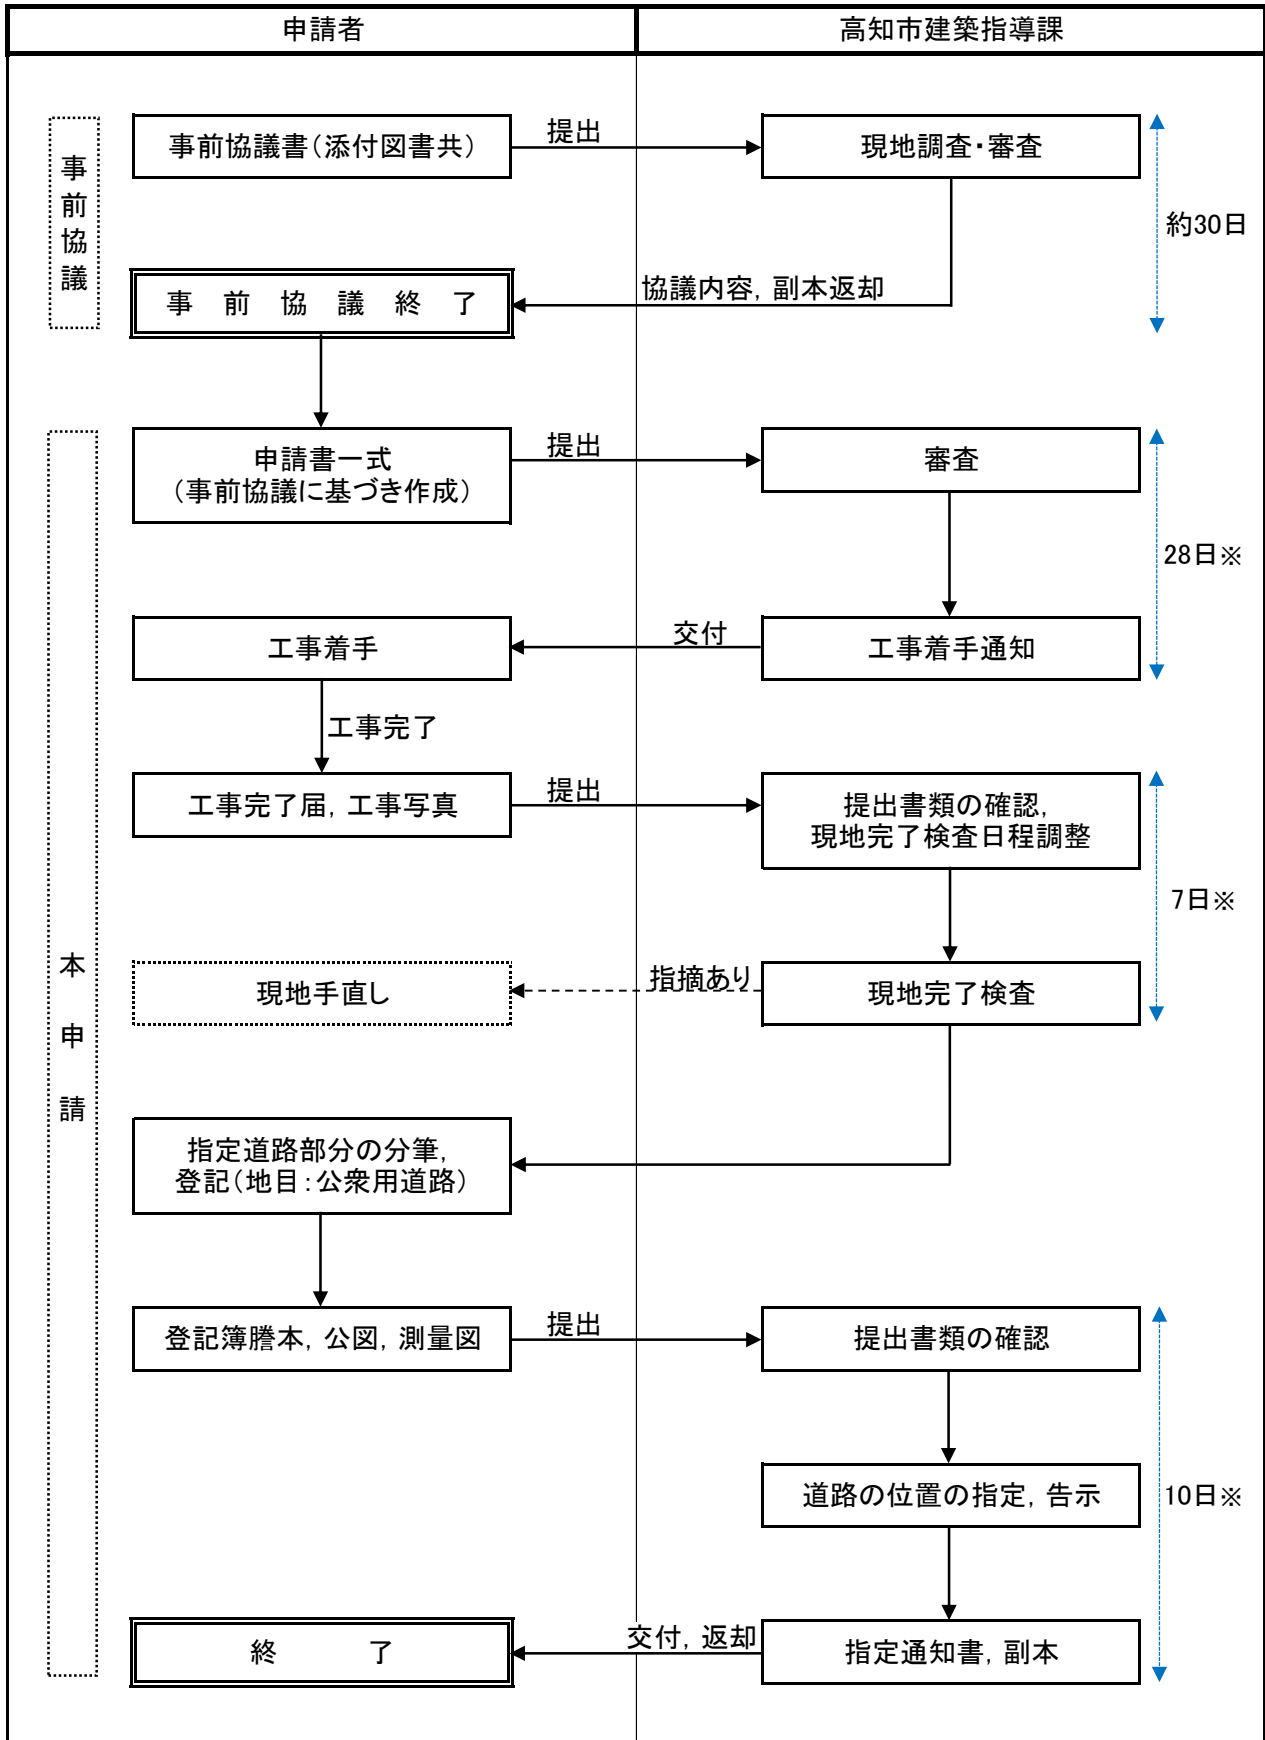 申請者
高知市建築指導課
事前協議
事前協議書（添付図書共）
提出
現地調査・審査
約30日
協議内容，副本返却
事　前　協　議　終　了
本申請
申請書一式
（事前協議に基づき作成）
提出
審査
28日※
工事着手
交付
工事着手通知
工事完了
工事完了届，工事写真
提出
提出書類の確認，
現地完了検査日程調整
7日※
現地手直し
指摘あり
現地完了検査
指定道路部分の分筆，
登記（地目：公衆用道路）
登記簿謄本，公図，測量図
提出
提出書類の確認
道路の位置の指定，告示
10日※
終　　　了
交付，返却
指定通知書，副本